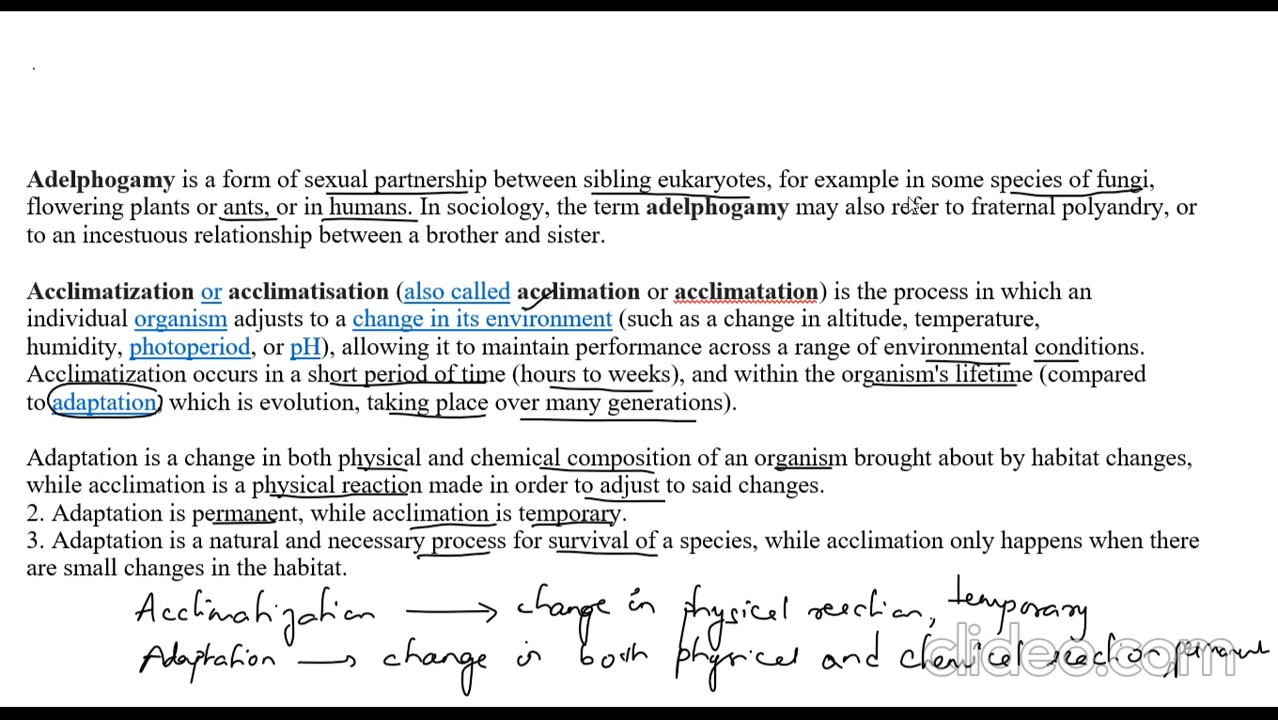 Adelphogamy is a form of sexual partnership between sibling eukaryotes, for example in some species of fungi,
flowering plants or ants, or in humans. In sociology, the term adelphogamy may also refer to fraternal polyandry, or
to an incestuous relationship between a brother and sister.
Acclimatization or acclimatisation (also called acclimation or acclimatation) is the process in which an
individual organism adjusts to a change in its environment (such as a change in altitude, temperature,
humidity, photoperiod, or pH), allowing it to maintain performance across a range of environmental conditions.
Acclimatization occurs in a short period of time (hours to weeks), and within the organism's lifetime (compared
to adaptation, which is evolution, taking place over many generations).
Adaptation is a change in both physical and chemical composition of an organism brought about by habitat changes,
while acclimation is a physical reaction made in order to adjust to said changes.
2. Adaptation is permanent, while acclimation is temporary.
3. Adaptation is a natural and necessary process for survival of a species, while acclimation only happens when there
are small changes in the habitat.
Acclimatization → change in physical reaction, temporary
Adaptation → change in both physical and chemical reaction, permanent
clideo.com